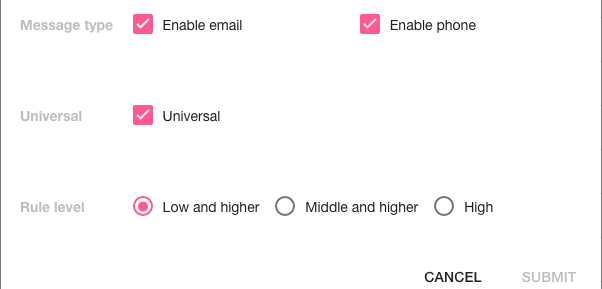 Message type Enable email Enable phone
Universal Universal
Rule level Low and higher Middle and higher High
CANCEL SUBMIT